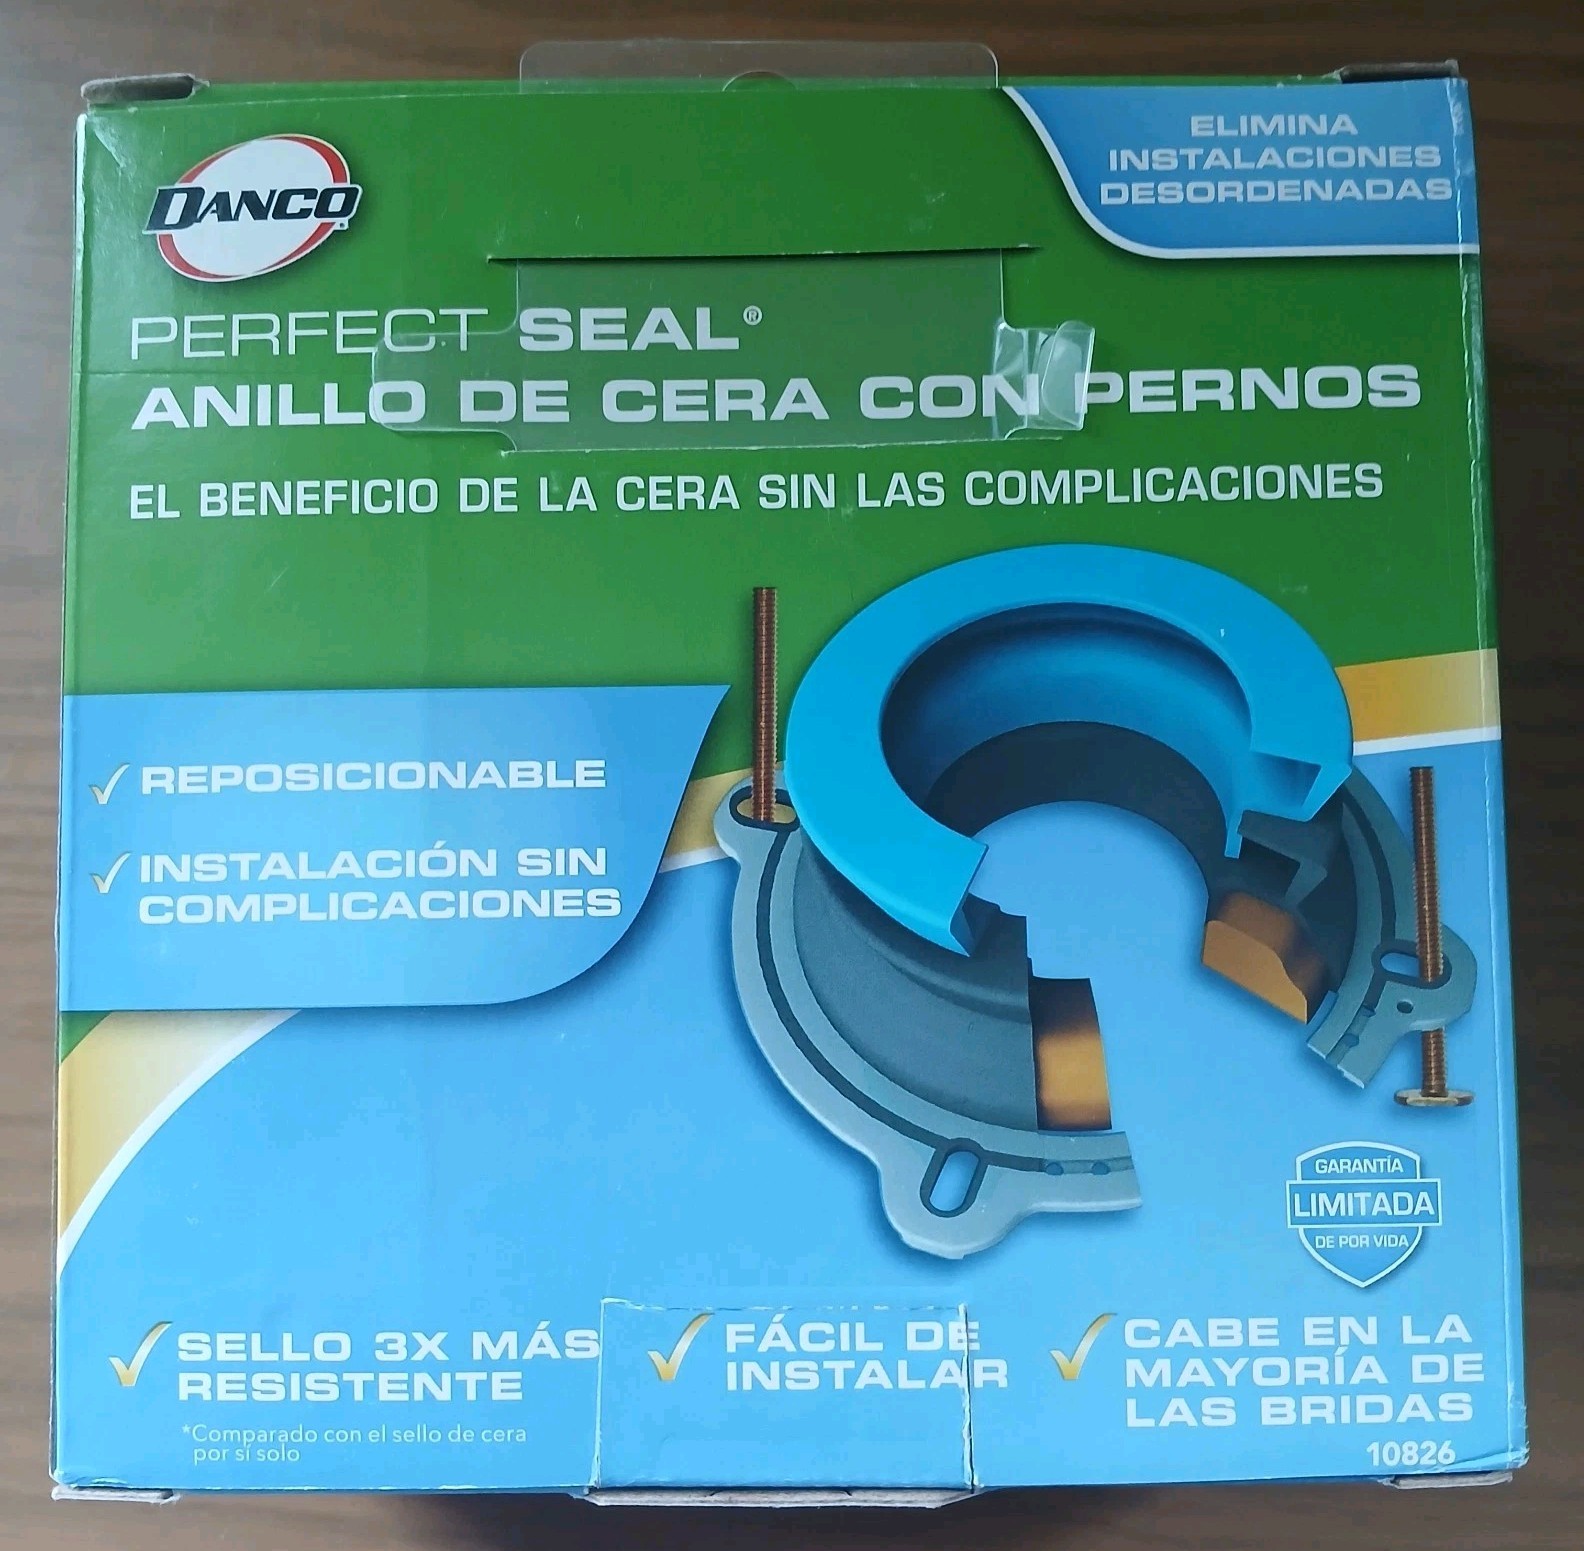 DANCO
ELIMINA
INSTALACIONES
DESORDENADAS
PERFECT SEAL®
ANILLO DE CERA CON PERNOS
EL BENEFICIO DE LA CERA SIN LAS COMPLICACIONES
REPOSICIONABLE
INSTALACIÓN SIN
COMPLICACIONES
GARANTÍA
LIMITADA
DE POR VIDA
SELLO 3X MÁS
RESISTENTE
*Comparado con el sello de cera
por sí solo
FÁCIL DE
INSTALAR
CABE EN LA
MAYORÍA DE
LAS BRIDAS
10826